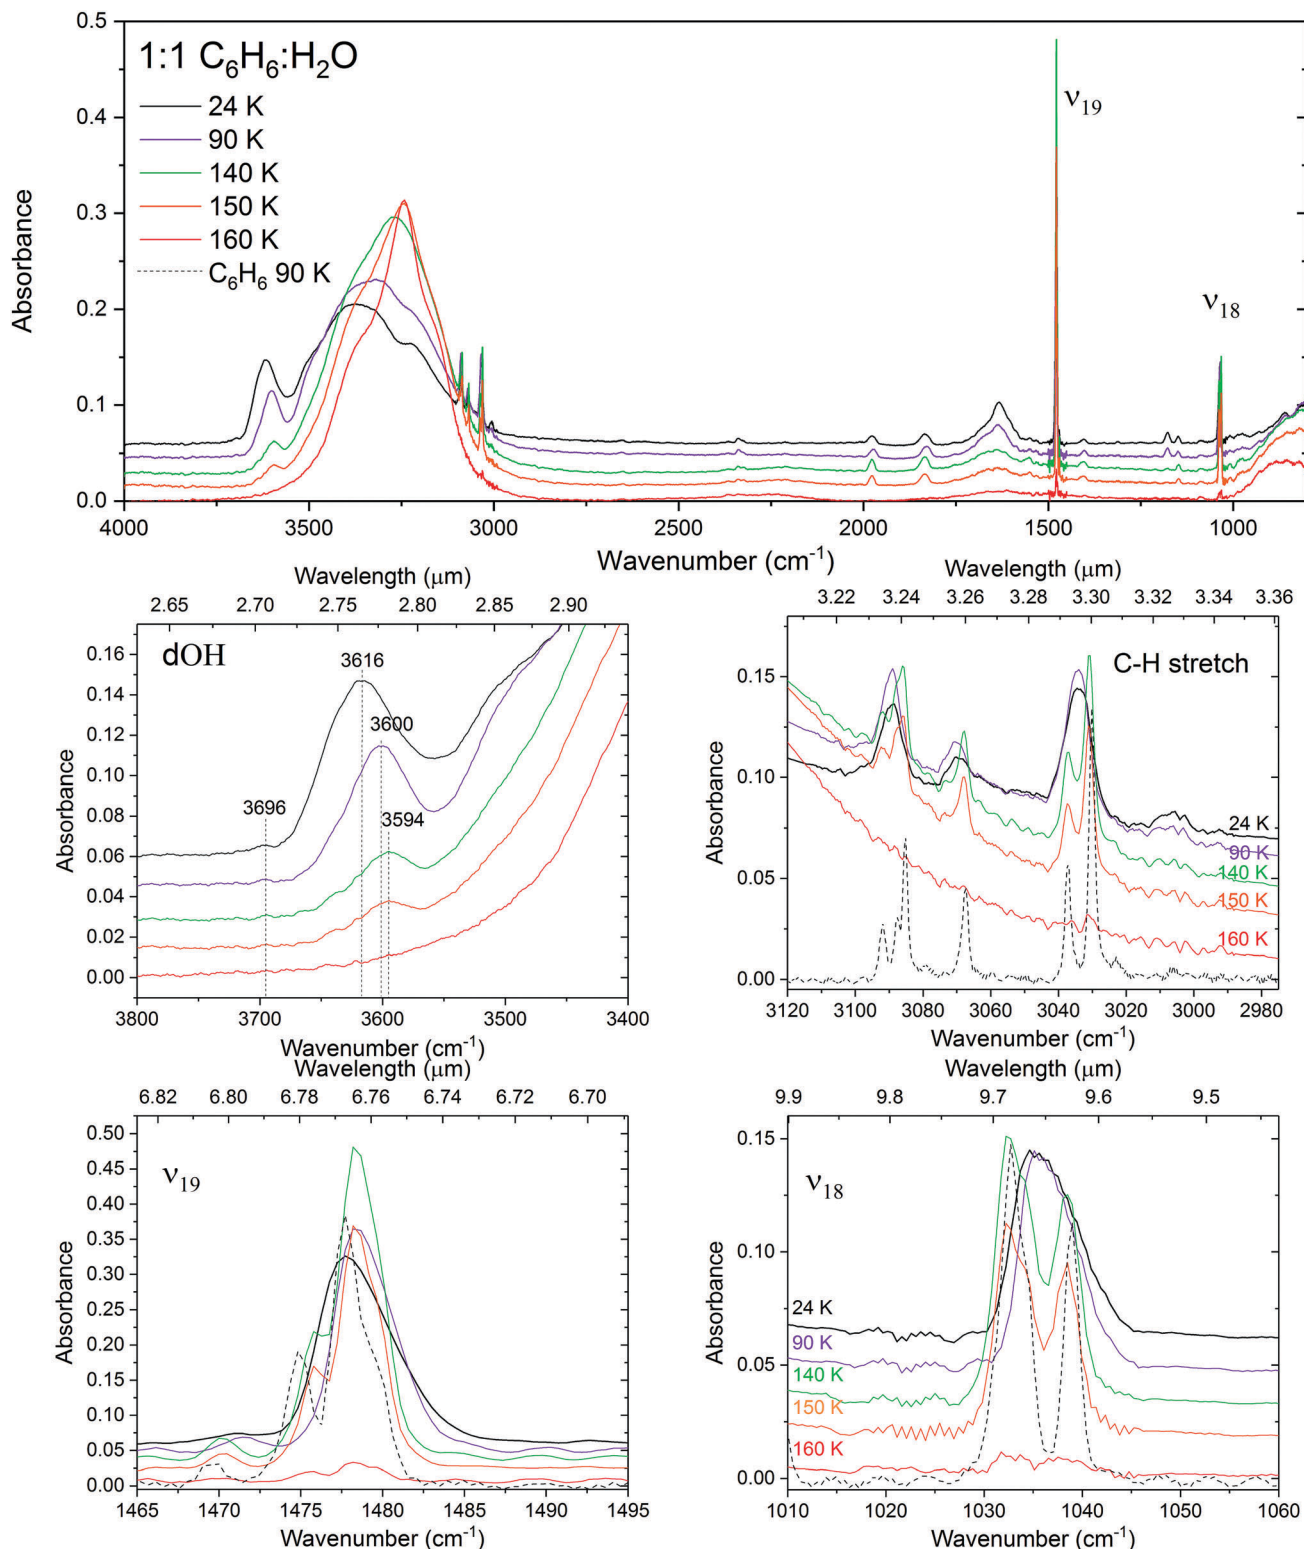 0.5
0.4
0.3
0.2
0.1
0.0
Absorbance
1:1 C₆H₆:H₂O
24 K
90 K
140 K
150 K
160 K
C₆H₆ 90 K
ν₁₉
ν₁₈
4000 3500 3000 2500 2000 1500 1000
Wavenumber (cm⁻¹)
Wavelength (μm)
2.65 2.70 2.75 2.80 2.85 2.90
dOH
3616
3600
3696
3594
0.16
0.14
0.12
0.10
0.08
0.06
0.04
0.02
0.00
Absorbance
3800 3700 3600 3500 3400
Wavenumber (cm⁻¹)
Wavelength (μm)
3.22 3.24 3.26 3.28 3.30 3.32 3.34 3.36
C-H stretch
0.15
0.10
0.05
0.00
Absorbance
24 K
90 K
140 K
150 K
160 K
3120 3100 3080 3060 3040 3020 3000 2980
Wavenumber (cm⁻¹)
Wavelength (μm)
6.82 6.80 6.78 6.76 6.74 6.72 6.70
ν₁₉
0.50
0.45
0.40
0.35
0.30
0.25
0.20
0.15
0.10
0.05
0.00
Absorbance
1465 1470 1475 1480 1485 1490 1495
Wavenumber (cm⁻¹)
Wavelength (μm)
9.9 9.8 9.7 9.6 9.5
ν₁₈
0.15
0.10
0.05
0.00
Absorbance
24 K
90 K
140 K
150 K
160 K
1010 1020 1030 1040 1050 1060
Wavenumber (cm⁻¹)